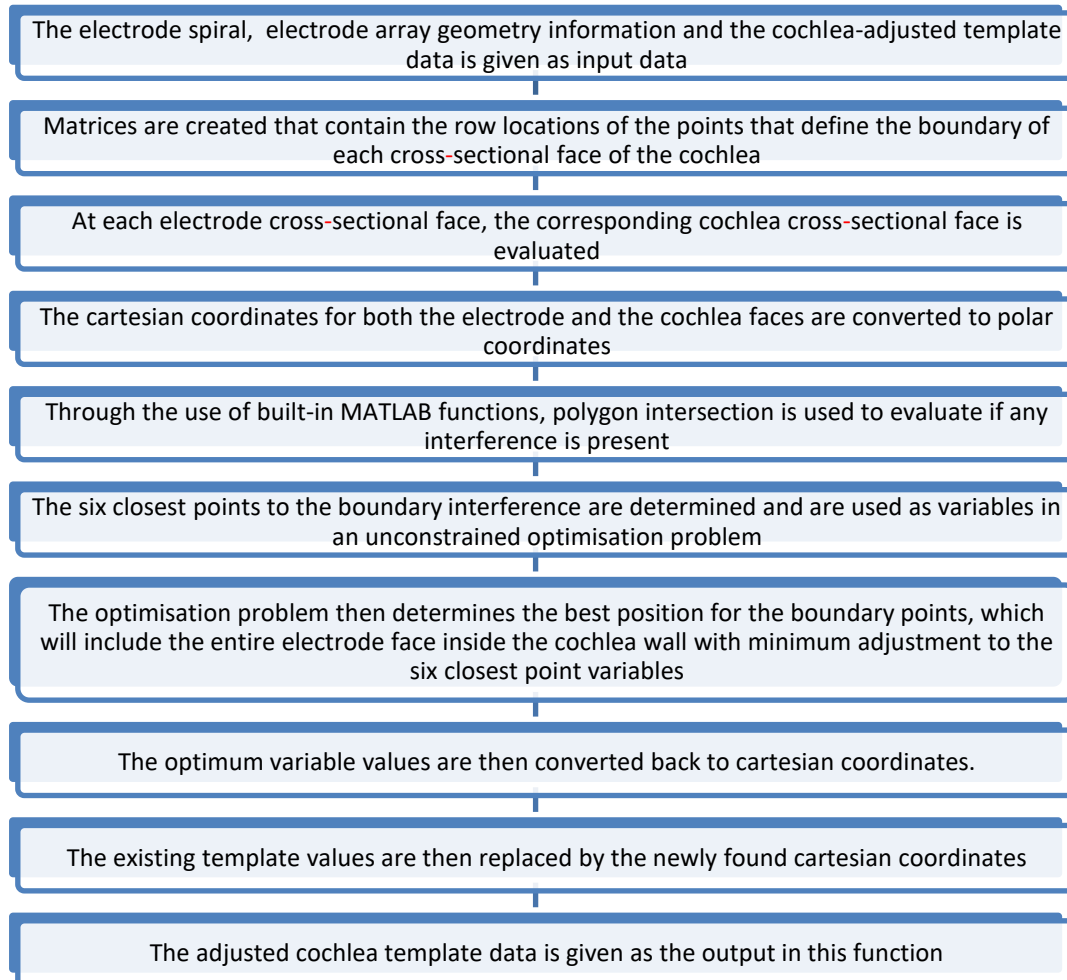 The electrode spiral,  electrode array geometry information and the cochlea-adjusted template
data is given as input data
Matrices are created that contain the row locations of the points that define the boundary of
each cross-sectional face of the cochlea
At each electrode cross-sectional face, the corresponding cochlea cross-sectional face is
evaluated
The cartesian coordinates for both the electrode and the cochlea faces are converted to polar
coordinates
Through the use of built-in MATLAB functions, polygon intersection is used to evaluate if any
interference is present
The six closest points to the boundary interference are determined and are used as variables in
an unconstrained optimisation problem
The optimisation problem then determines the best position for the boundary points, which
will include the entire electrode face inside the cochlea wall with minimum adjustment to the
six closest point variables
The optimum variable values are then converted back to cartesian coordinates.
The existing template values are then replaced by the newly found cartesian coordinates
The adjusted cochlea template data is given as the output in this function